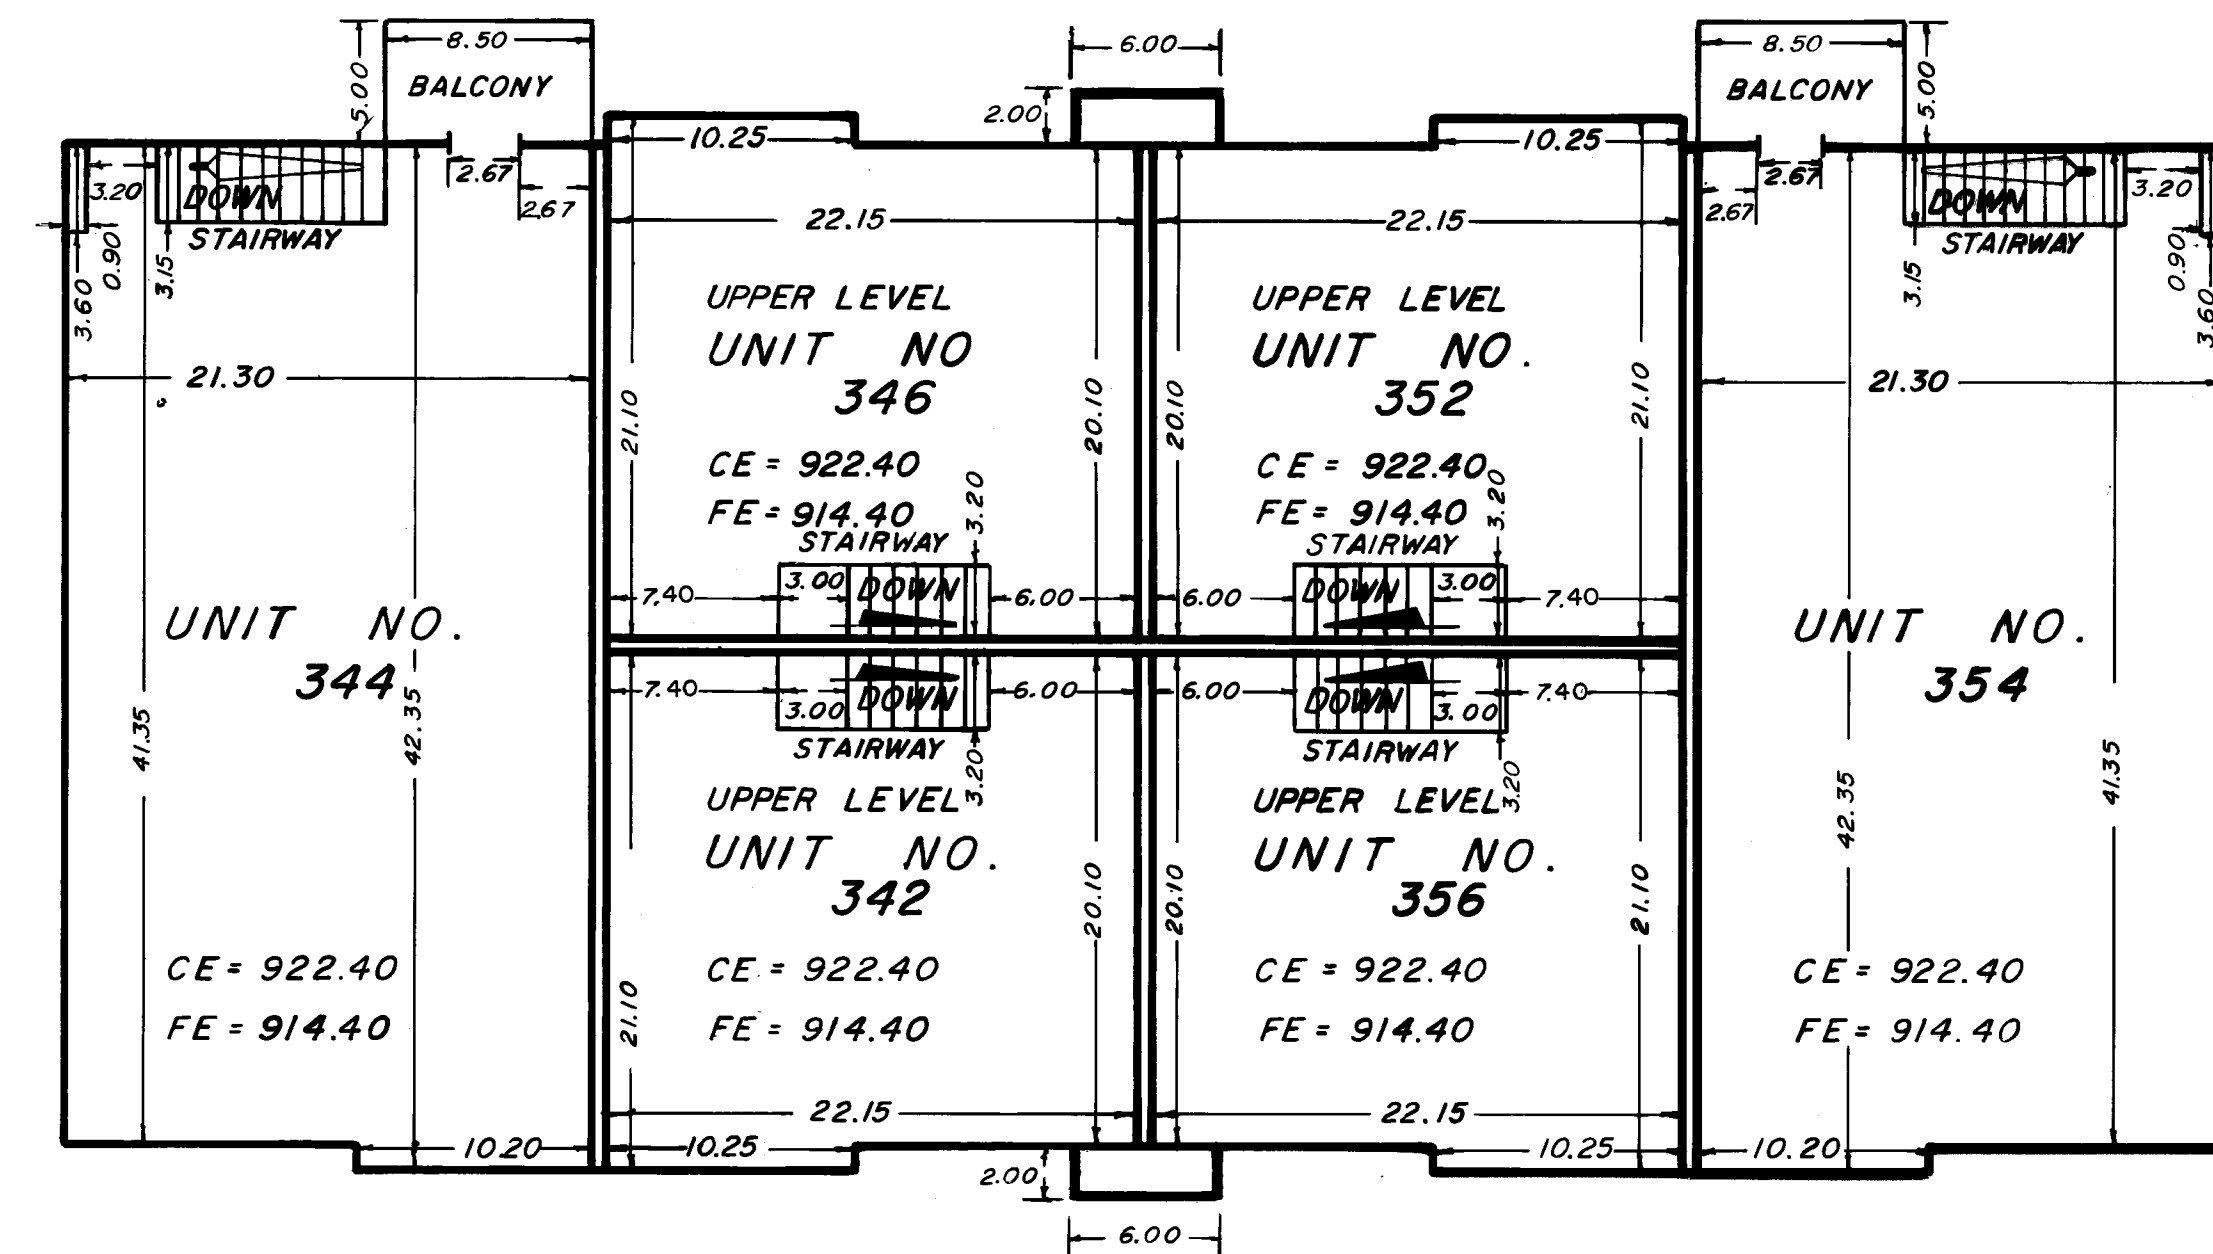 8.50
BALCONY
5.00
6.00
2.00
8.50
BALCONY
5.00
3.20
DOWN
STAIRWAY
2.67
2.67
3.60
0.90
3.15
21.30
41.35
42.35
UNIT NO.
344
CE = 922.40
FE = 914.40
10.20
10.25
22.15
21.10
20.10
UPPER LEVEL
UNIT NO
346
CE = 922.40
FE = 914.40
STAIRWAY
3.20
7.40
3.00
DOWN
6.00
10.25
22.15
20.10
21.10
UPPER LEVEL
UNIT NO.
352
CE = 922.40
FE = 914.40
STAIRWAY
3.20
6.00
DOWN
3.00
7.40
7.40
3.00
DOWN
6.00
STAIRWAY
3.20
UPPER LEVEL
UNIT NO.
342
CE = 922.40
FE = 914.40
21.10
20.10
22.15
10.25
2.00
6.00
6.00
DOWN
3.00
7.40
STAIRWAY
3.20
UPPER LEVEL
UNIT NO.
356
CE = 922.40
FE = 914.40
20.10
21.10
22.15
10.25
2.67
2.67
DOWN
STAIRWAY
3.20
3.15
0.90
3.60
21.30
UNIT NO.
354
42.35
41.35
CE = 922.40
FE = 914.40
10.20